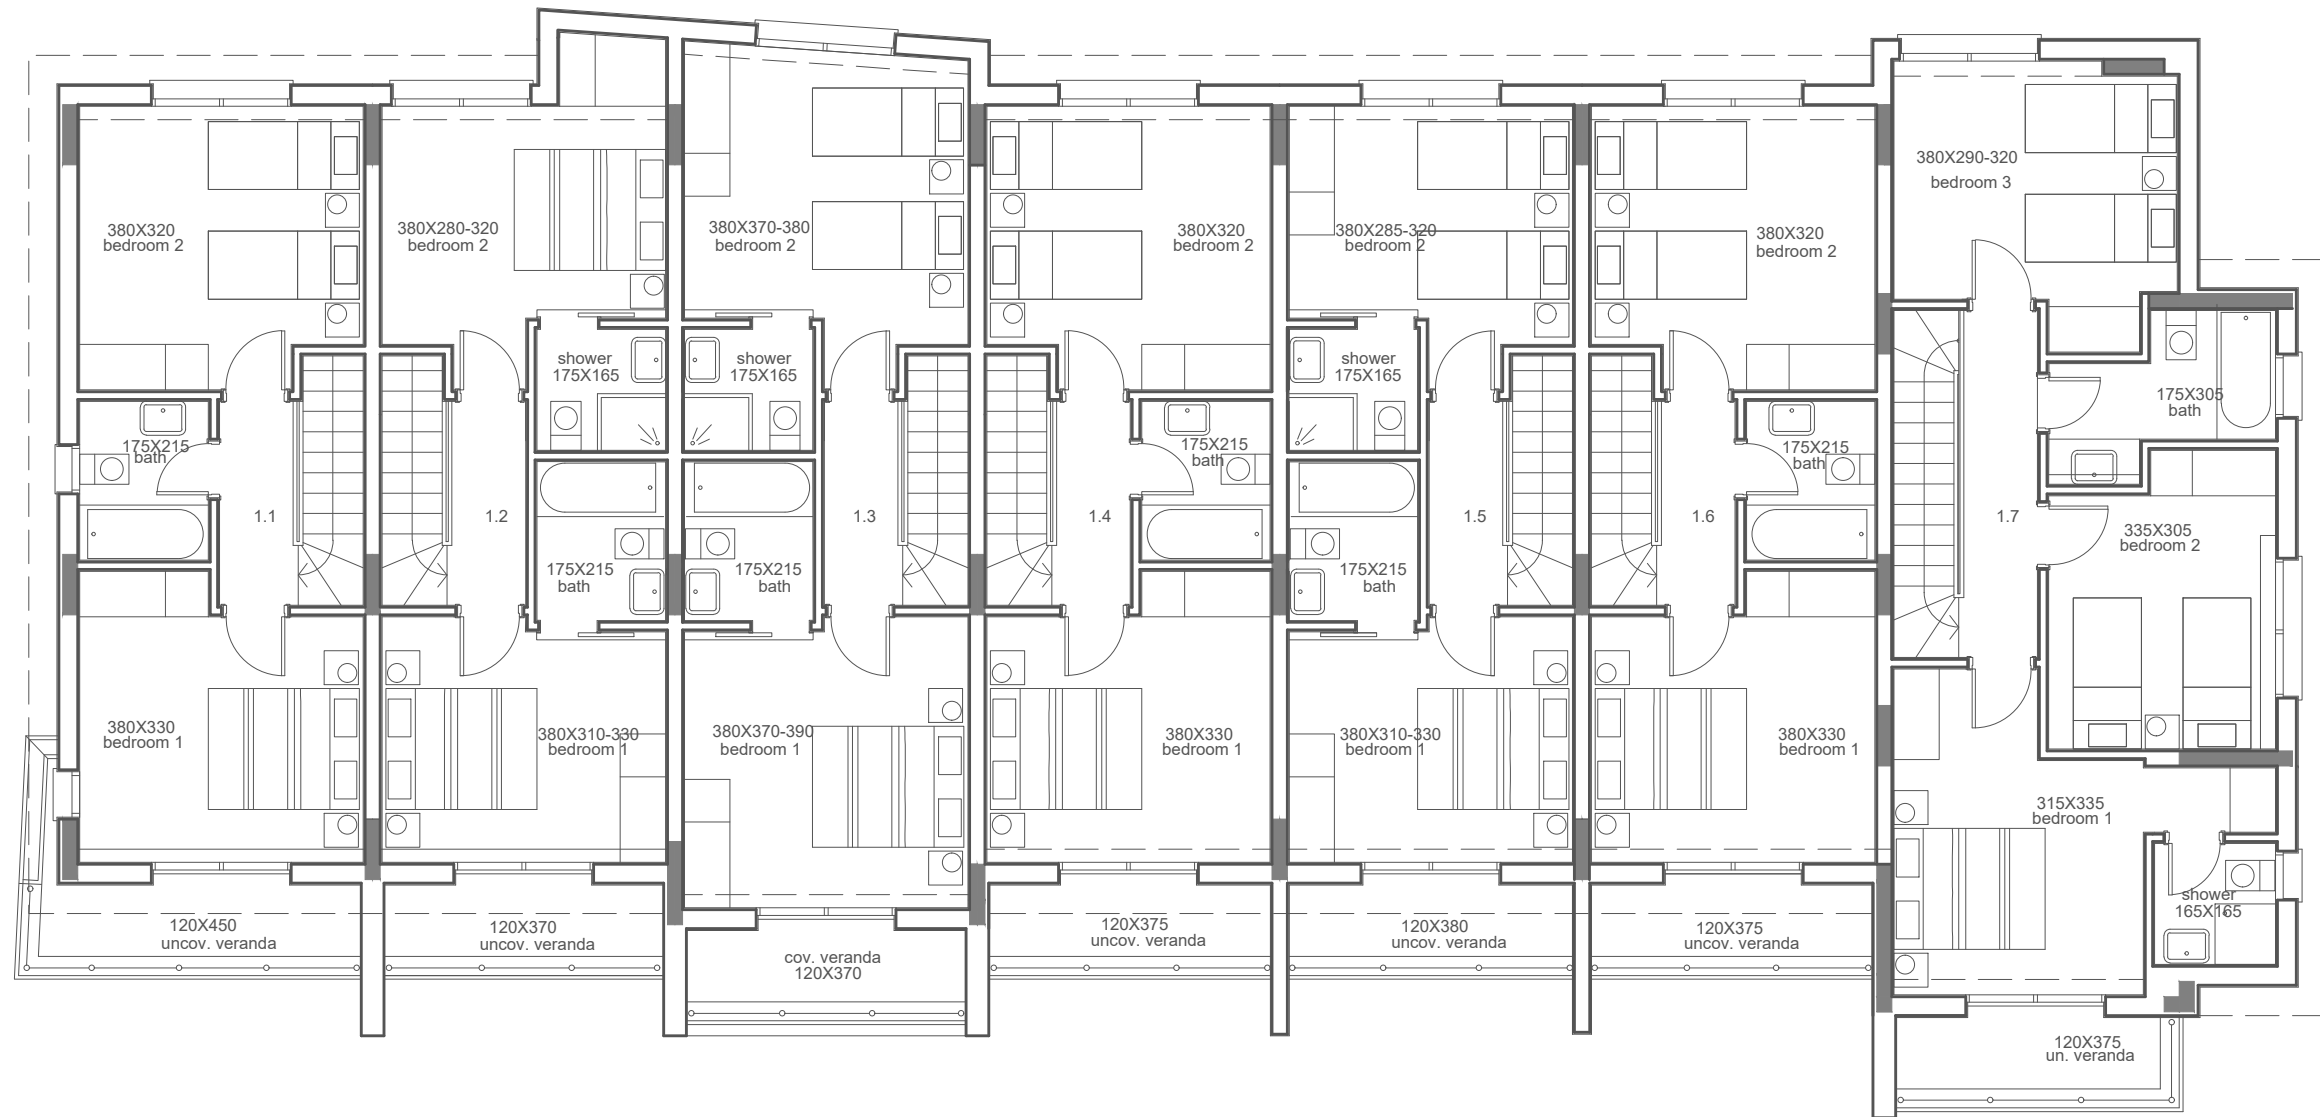 380X320
bedroom 2
380X280-320
bedroom 2
380X370-380
bedroom 2
380X320
bedroom 2
380X285-320
bedroom 2
380X320
bedroom 2
380X290-320
bedroom 3
shower
175X165
shower
175X165
shower
175X165
175X305
bath
175X215
bath
175X215
bath
175X215
bath
1.1
1.2
1.3
1.4
1.5
1.6
1.7
335X305
bedroom 2
175X215
bath
175X215
bath
175X215
bath
380X330
bedroom 1
380X310-330
bedroom 1
380X370-390
bedroom 1
380X330
bedroom 1
380X310-330
bedroom 1
380X330
bedroom 1
315X335
bedroom 1
shower
165X165
120X450
uncov. veranda
120X370
uncov. veranda
cov. veranda
120X370
120X375
uncov. veranda
120X380
uncov. veranda
120X375
uncov. veranda
120X375
un. veranda